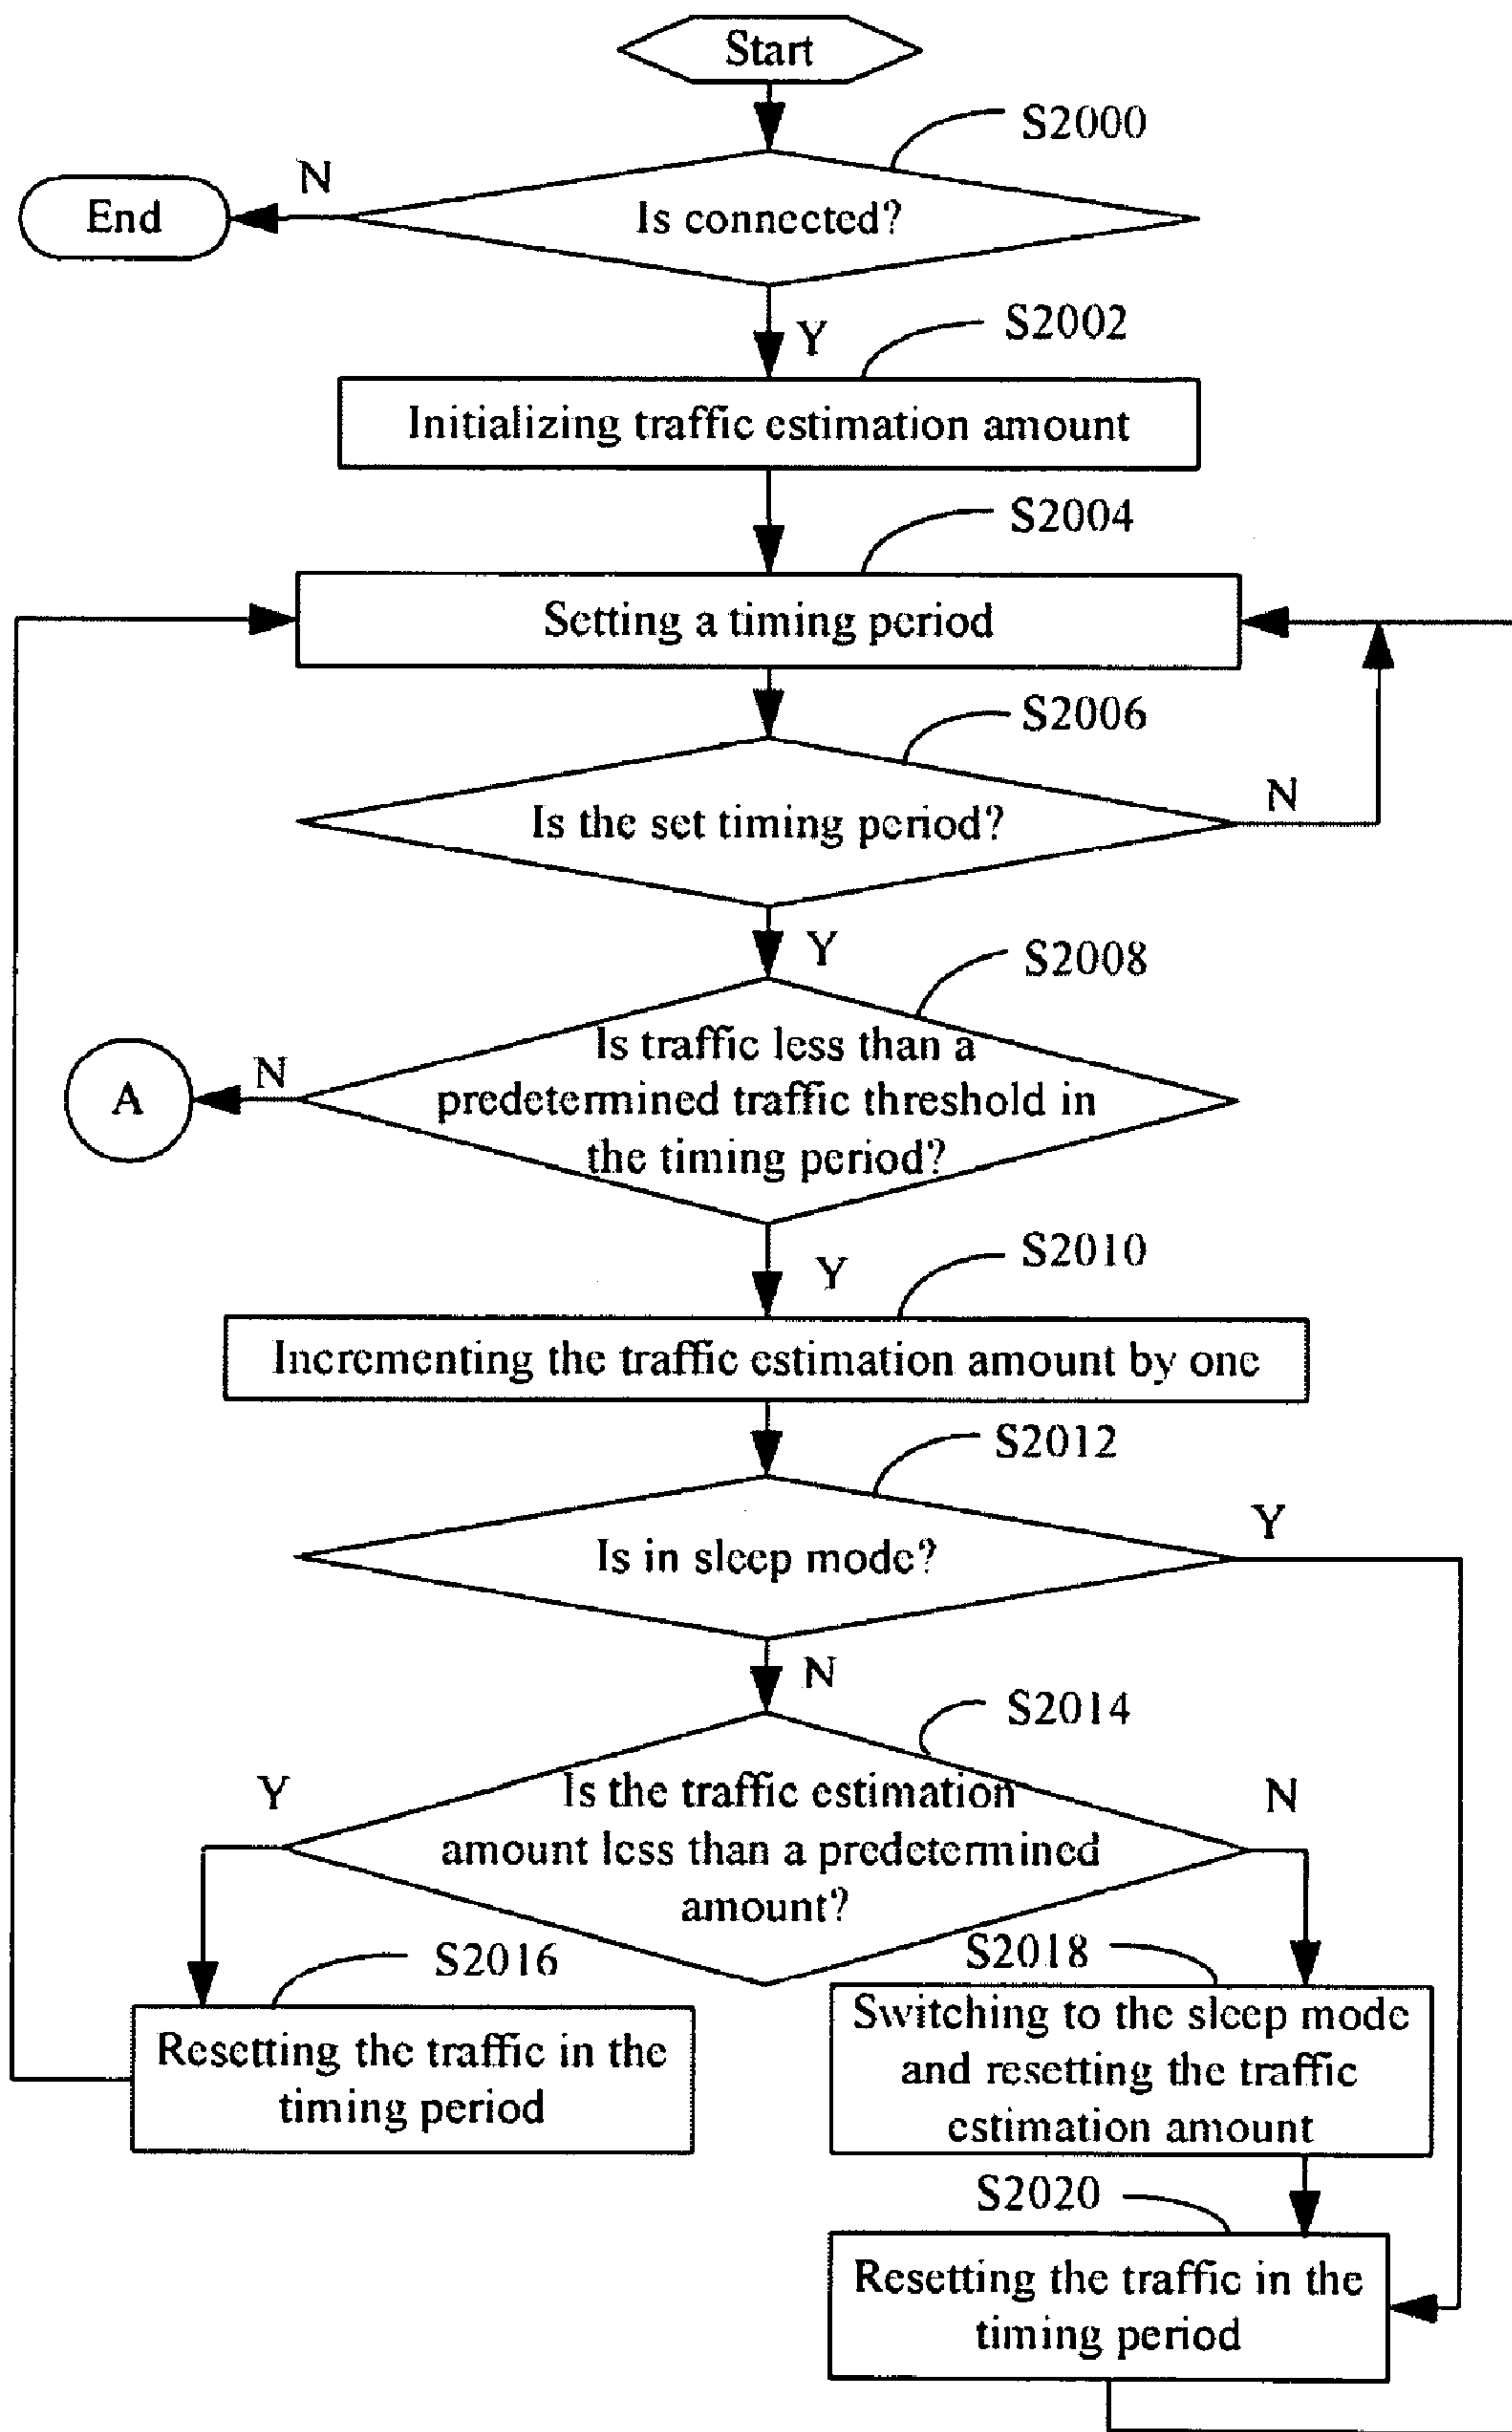 Start
S2000
N
End
Is connected?
Y
S2002
Initializing traffic estimation amount
S2004
Setting a timing period
S2006
Is the set timing period?
N
Y
S2008
Is traffic less than a
predetermined traffic threshold in
the timing period?
N
A
Y
S2010
Incrementing the traffic estimation amount by one
S2012
Is in sleep mode?
Y
N
S2014
Is the traffic estimation
amount less than a predetermined
amount?
Y
N
S2016
Resetting the traffic in the
timing period
S2018
Switching to the sleep mode
and resetting the traffic
estimation amount
S2020
Resetting the traffic in the
timing period